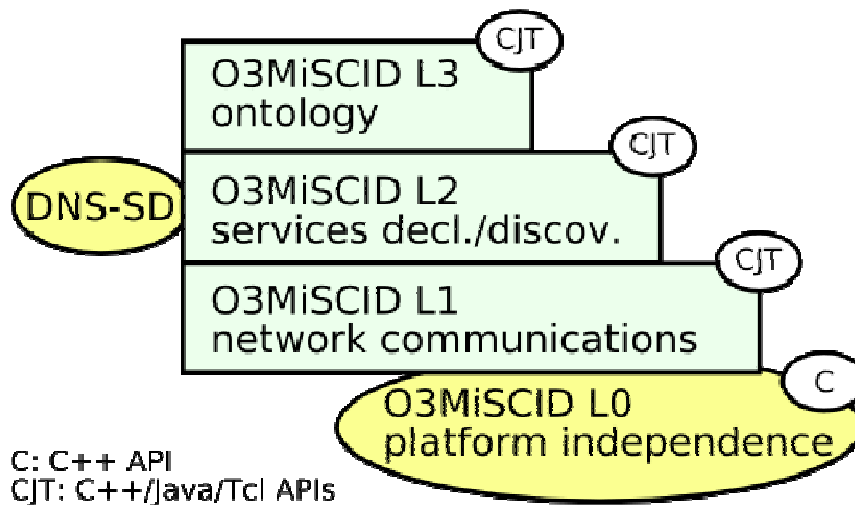 CJT
O3MiSCID L3
ontology
CJT
DNS-SD
O3MiSCID L2
services decl./discov.
CJT
O3MiSCID L1
network communications
C
O3MiSCID L0
platform independence
C: C++ API
CJT: C++/Java/Tcl APIs